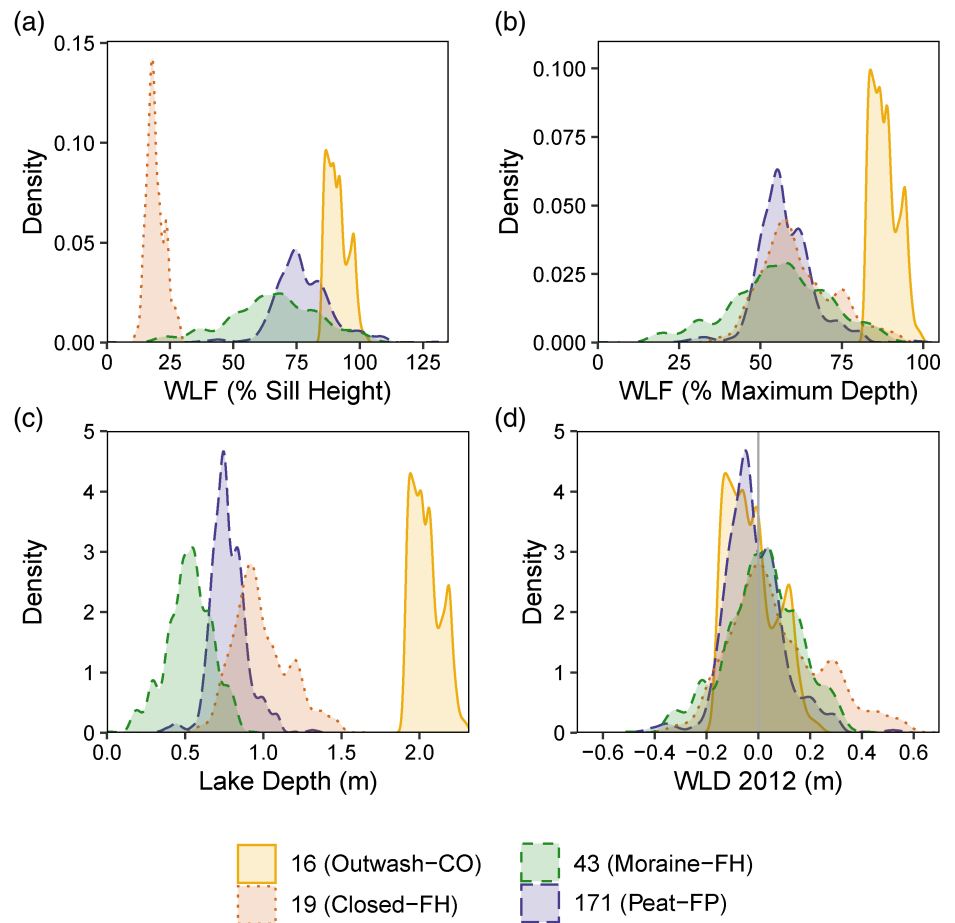 (a)
0.15
0.10
0.05
0.00
Density
0 25 50 75 100 125
WLF (% Sill Height)
(b)
0.100
0.075
0.050
0.025
0.000
Density
0 25 50 75 100
WLF (% Maximum Depth)
(c)
5
4
3
2
1
0
Density
0.0 0.5 1.0 1.5 2.0
Lake Depth (m)
(d)
5
4
3
2
1
0
Density
−0.6 −0.4 −0.2 0.0 0.2 0.4 0.6
WLD 2012 (m)
16 (Outwash−CO)
43 (Moraine−FH)
19 (Closed−FH)
171 (Peat−FP)